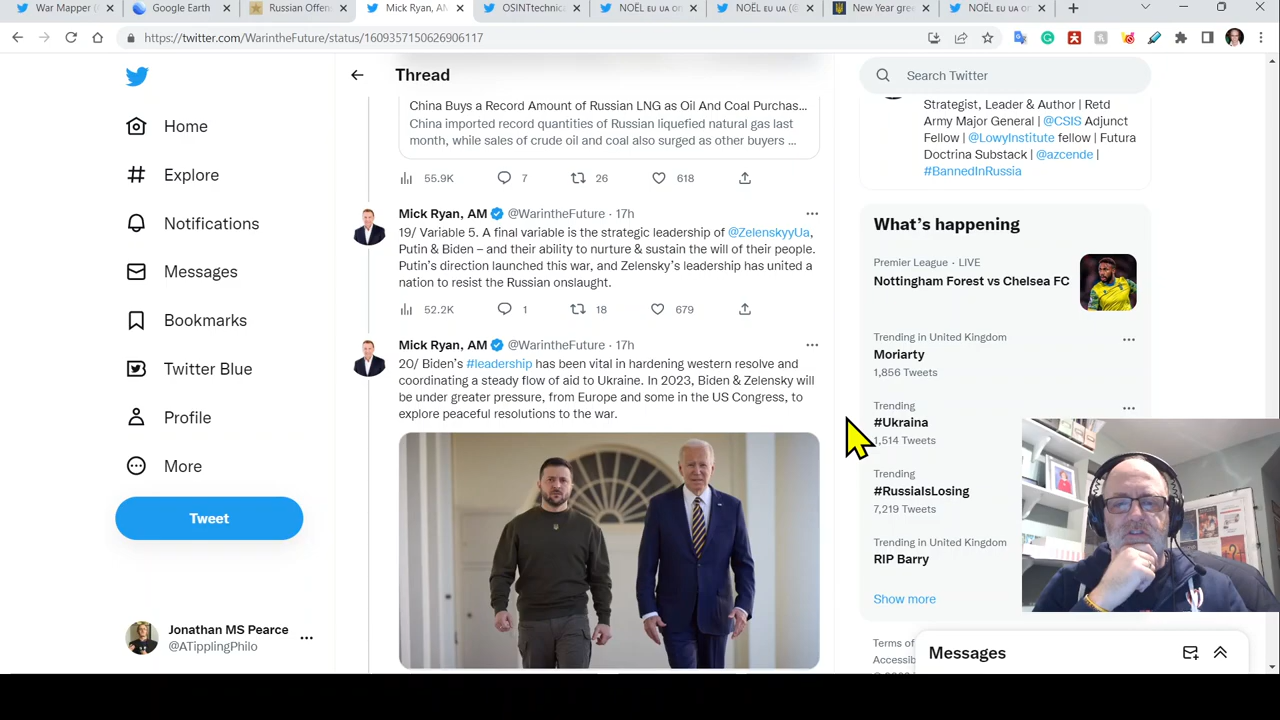 War Mapper (
Google Earth
Russian Offen
Mick Ryan, AM
OSINTtechnica
NOËL EU UA on
NOËL EU UA (@
New Year gree
NOËL EU UA on
https://twitter.com/WarintheFuture/status/1609357150626906117
Home
Explore
Notifications
Messages
Bookmarks
Twitter Blue
Profile
More
Tweet
Jonathan MS Pearce
@ATipplingPhilo
Thread
China Buys a Record Amount of Russian LNG as Oil And Coal Purchas...
China imported record quantities of Russian liquefied natural gas last
month, while sales of crude oil and coal also surged as other buyers ...
55.9K 7 26 618
Mick Ryan, AM @WarintheFuture · 17h
19/ Variable 5. A final variable is the strategic leadership of @ZelenskyyUa,
Putin & Biden – and their ability to nurture & sustain the will of their people.
Putin's direction launched this war, and Zelensky's leadership has united a
nation to resist the Russian onslaught.
52.2K 1 18 679
Mick Ryan, AM @WarintheFuture · 17h
20/ Biden's #leadership has been vital in hardening western resolve and
coordinating a steady flow of aid to Ukraine. In 2023, Biden & Zelensky will
be under greater pressure, from Europe and some in the US Congress, to
explore peaceful resolutions to the war.
Search Twitter
Strategist, Leader & Author | Retd
Army Major General | @CSIS Adjunct
Fellow | @LowyInstitute fellow | Futura
Doctrina Substack | @azcende |
#BannedInRussia
What's happening
Premier League · LIVE
Nottingham Forest vs Chelsea FC
Trending in United Kingdom
Moriarty
1,856 Tweets
Trending
#Ukraina
1,514 Tweets
Trending
#RussiaIsLosing
7,219 Tweets
Trending in United Kingdom
RIP Barry
Show more
Terms of
Accessib
Messages